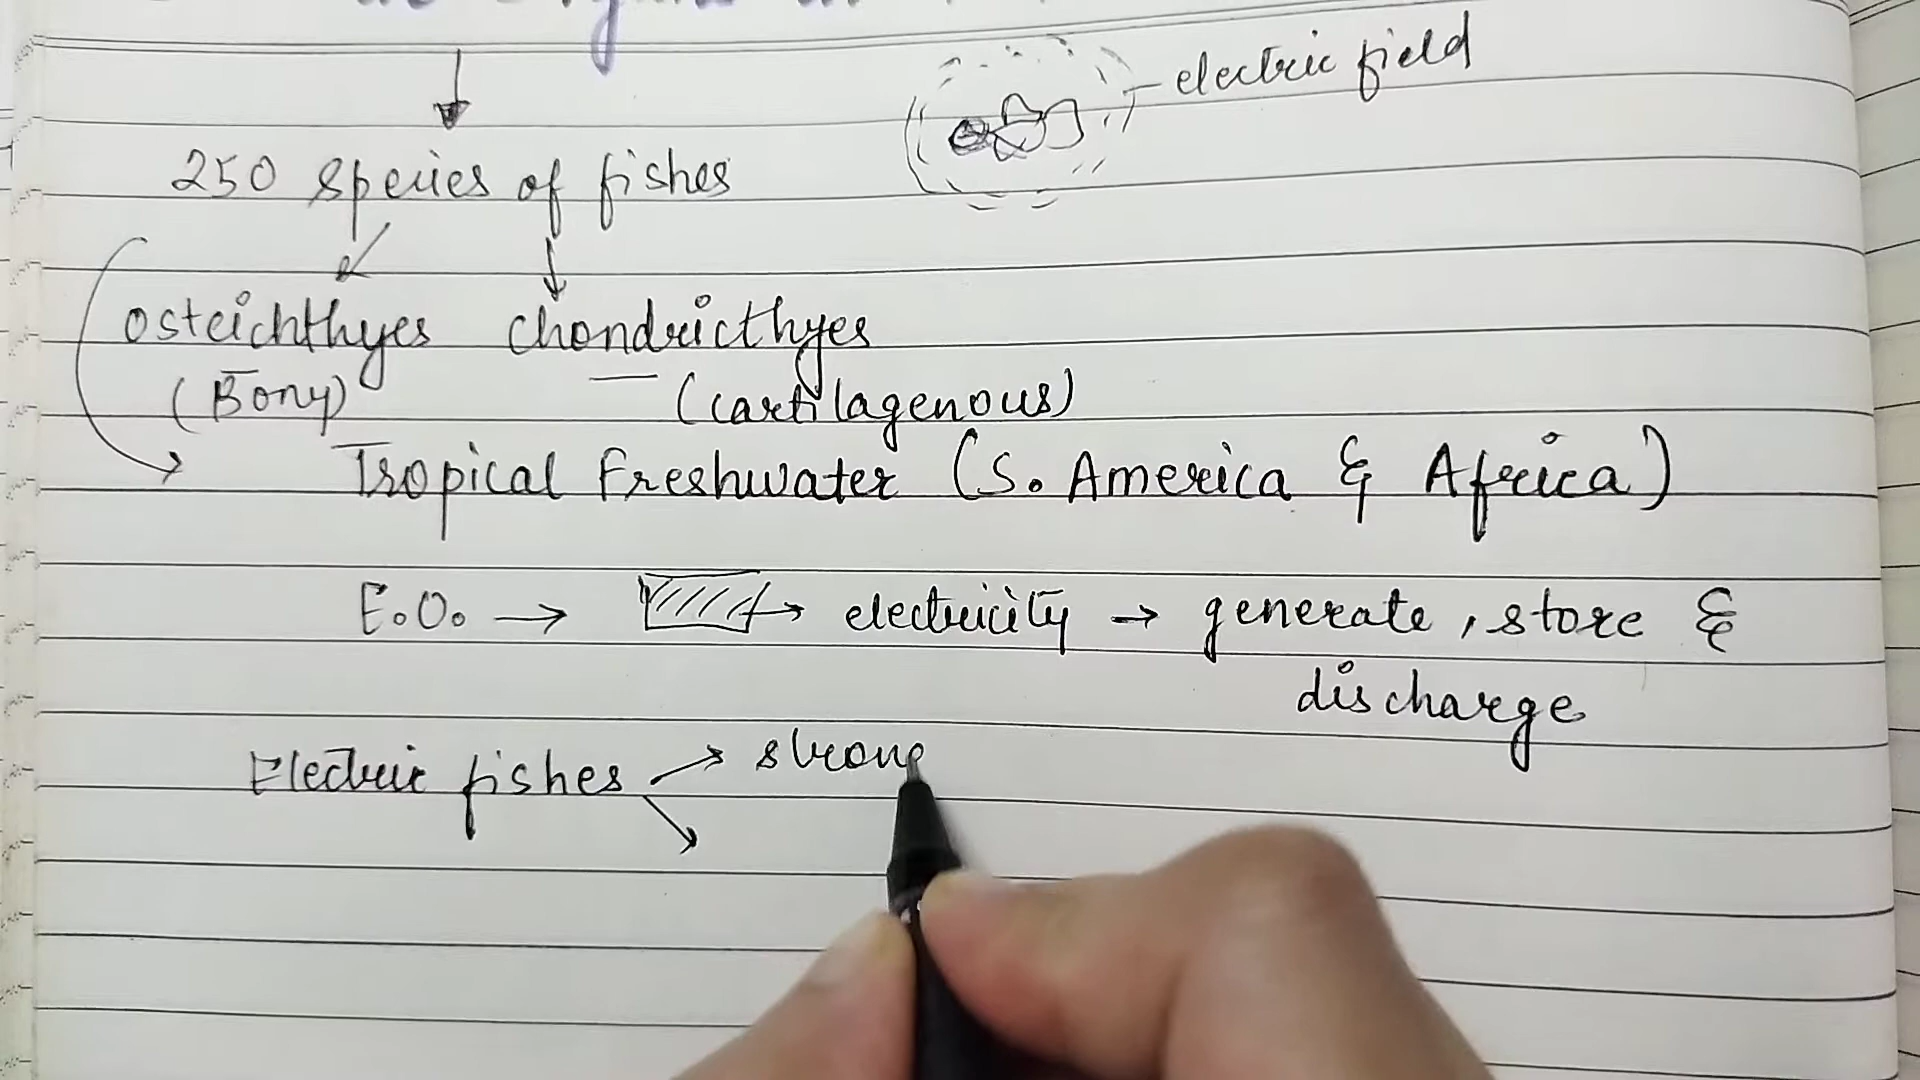 electric field
250 species of fishes
Osteichthyes chondricthyes
(Bony) (cartilagenous)
Tropical Freshwater (S. America & Africa)
E.O. → electricity → generate, store &
discharge
Electric fishes → strong